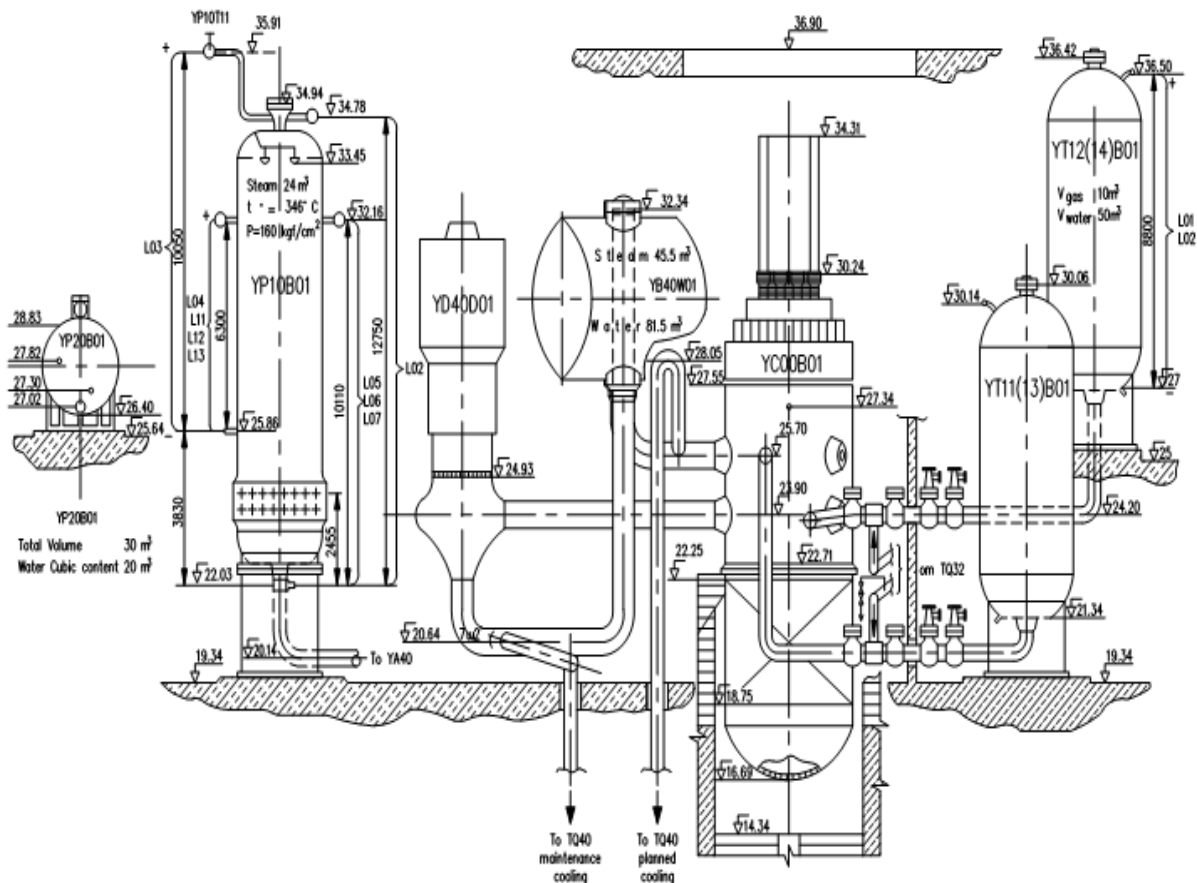 YP10T11
35.91
+
34.94
34.78
33.45
Steam 24 m³
t " = 346° C
P=160 kgf/cm²
32.16
+
L03
10050
YP10B01
L04
L11
L12
L13
6300
12750
L02
L05
L06
L07
10110
25.86
-
3830
2455
22.03
20.14
To YA40
19.34
28.83
YP20B01
27.82
27.30
27.02
26.40
25.64
YP20B01
Total Volume 30 m³
Water Cubic content 20 m³
YD40D01
24.93
20.64
32.34
Steam 45.5 m³
YB40W01
Water 81.5 m³
28.05
27.55
To TQ40
maintenance
cooling
To TQ40
planned
cooling
36.90
34.31
30.24
YC00B01
27.34
25.70
23.90
22.71
22.25
18.75
16.69
14.34
om TQ32
36.42
36.50
+
YT12(14)B01
V gas 10m³
V water 50m³
8800
L01
L02
27
-
25
24.20
30.06
30.14
YT11(13)B01
21.34
19.34